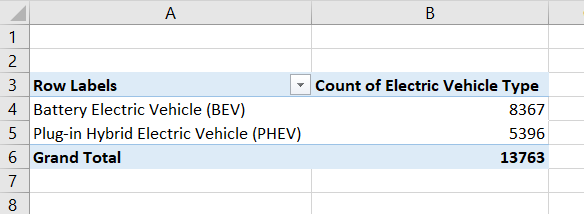 A B
1
2
3 Row Labels Count of Electric Vehicle Type
4 Battery Electric Vehicle (BEV) 8367
5 Plug-in Hybrid Electric Vehicle (PHEV) 5396
6 Grand Total 13763
7
8